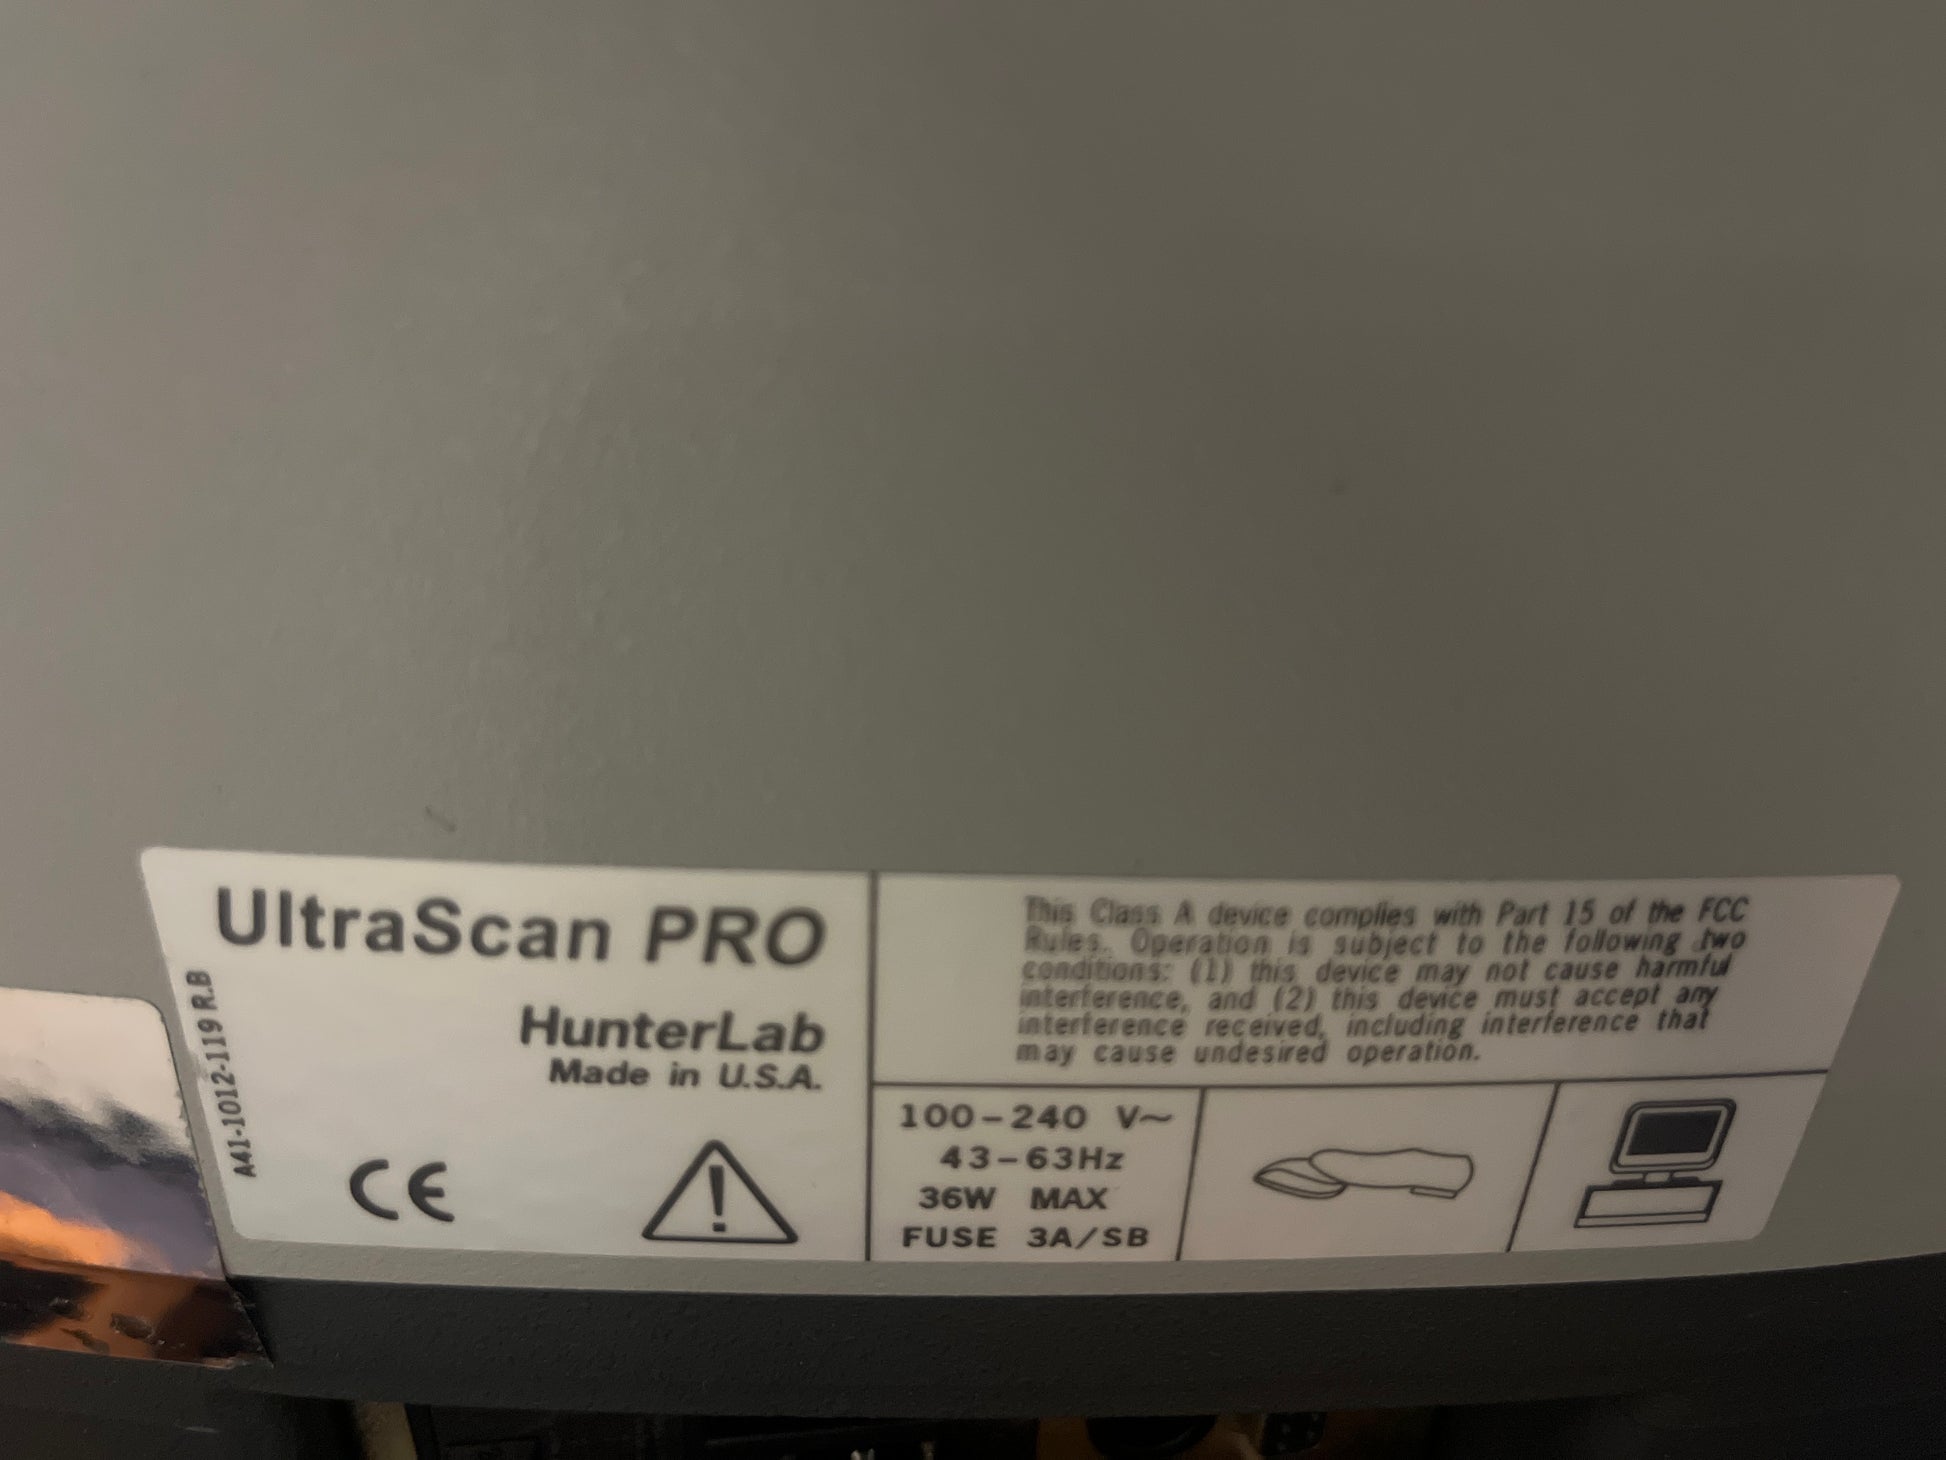 UltraScan PRO
HunterLab
Made in U.S.A.
A41-1012-119 R.B
CE
This Class A device complies with Part 15 of the FCC
Rules. Operation is subject to the following two
conditions: (1) this device may not cause harmful
interference, and (2) this device must accept any
interference received, including interference that
may cause undesired operation.
100-240 V~
43-63Hz
36W MAX
FUSE 3A/SB